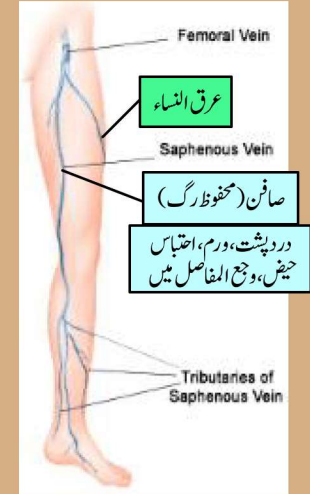 Femoral Vein
عرق النساء
Saphenous Vein
صافن (محفوظ رگ)
درد پشت، ورم، احتباس
حیض، وجع المفاصل میں
Tributaries of
Saphenous Vein